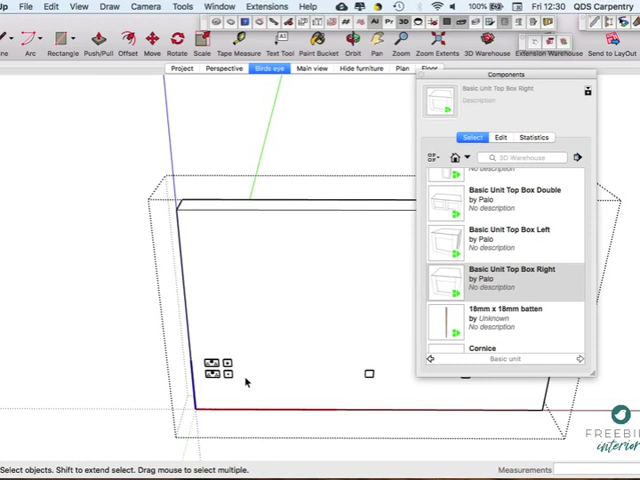 Up File Edit View Draw Camera Tools Window Extensions Help 100% Fri 12:30 QDS Carpentry
Arc Rectangle Push/Pull Offset Move Rotate Scale Tape Measure Text Tool Paint Bucket Orbit Pan Zoom Zoom Extents 3D Warehouse Extension Warehouse Send to LayOut
Project Perspective Birds eye Main view Hide furniture Plan
Components
Basic Unit Top Box Right
Description
Select Edit Statistics
3D Warehouse
No description
Basic Unit Top Box Double
by Palo
No description
Basic Unit Top Box Left
by Palo
No description
Basic Unit Top Box Right
by Palo
No description
18mm x 18mm batten
by Unknown
No description
Cornice
Basic unit
FREEBI
interior
Select objects. Shift to extend select. Drag mouse to select multiple.
Measurements